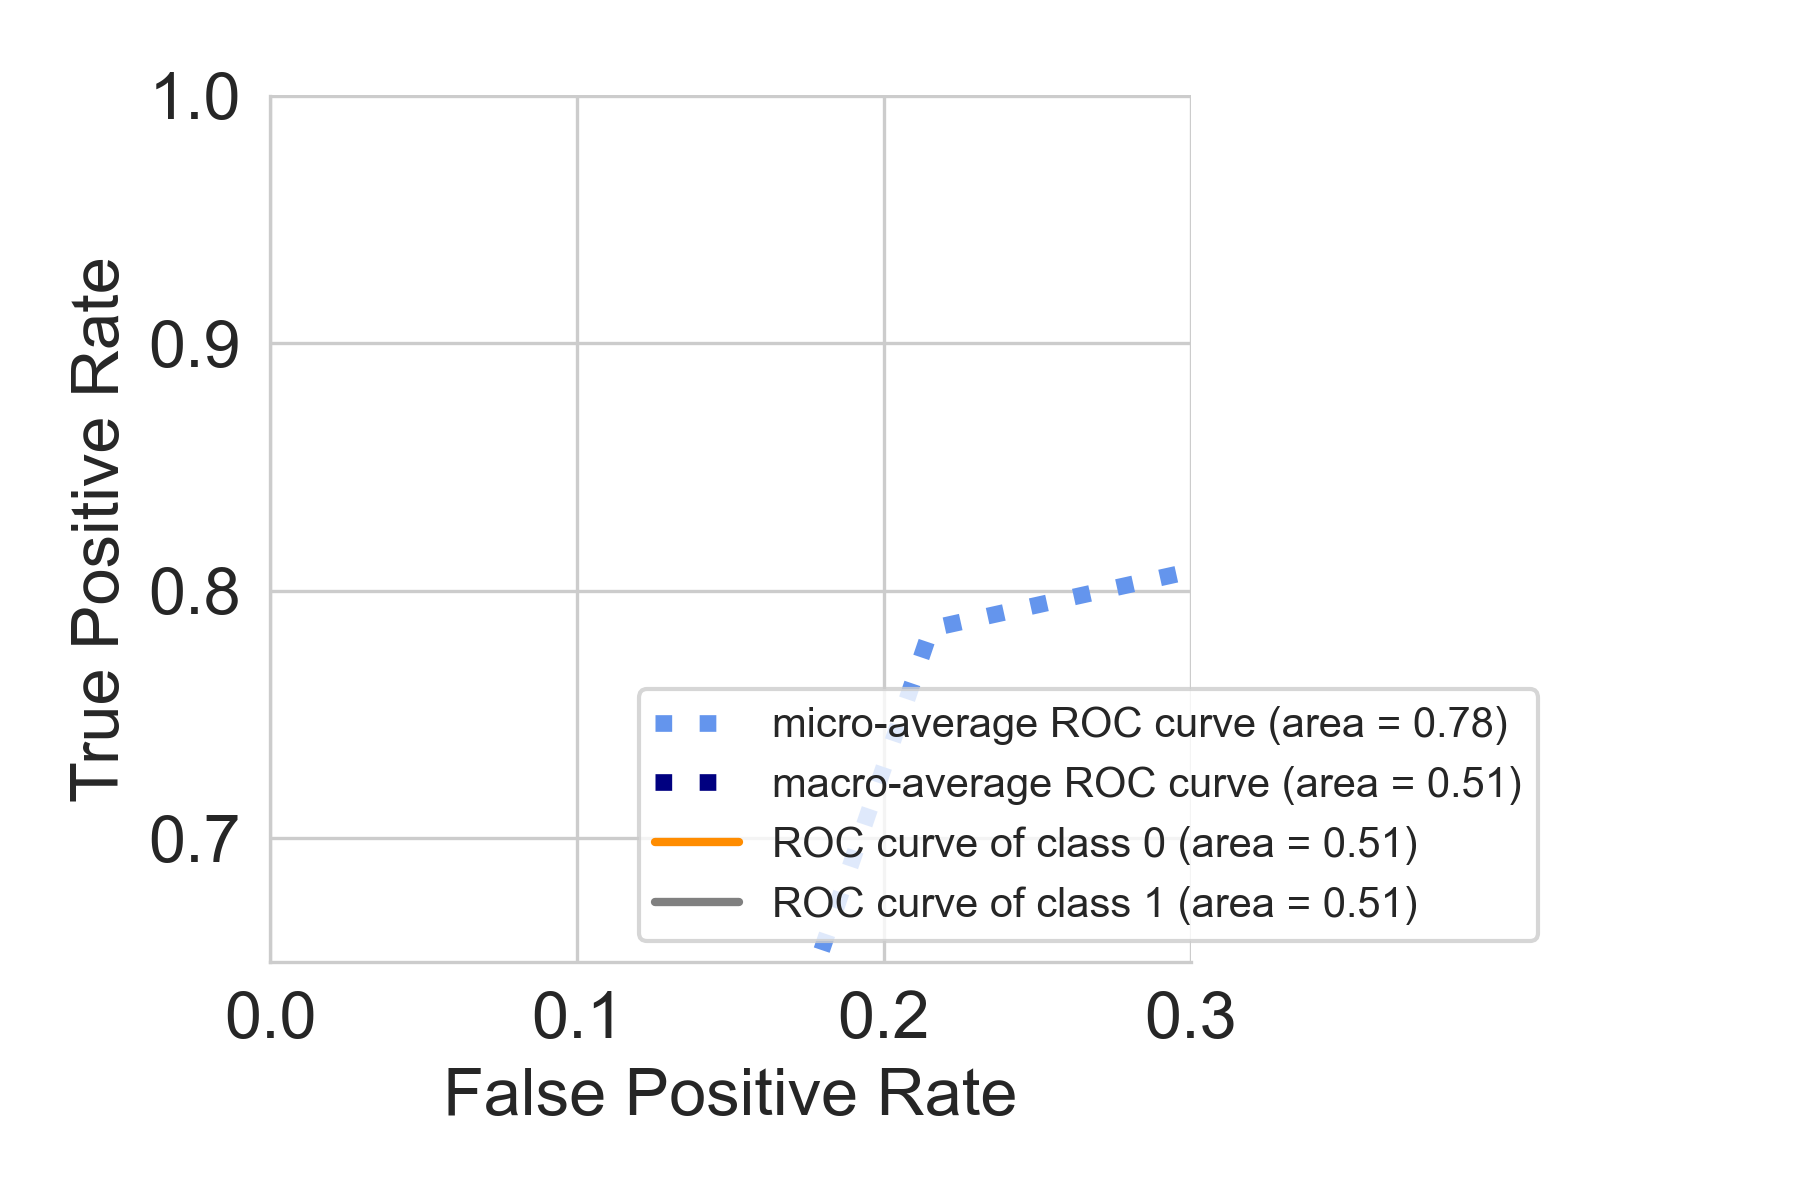 1.0
0.9
0.8
0.7
True Positive Rate
micro-average ROC curve (area = 0.78)
macro-average ROC curve (area = 0.51)
ROC curve of class 0 (area = 0.51)
ROC curve of class 1 (area = 0.51)
0.0 0.1 0.2 0.3
False Positive Rate